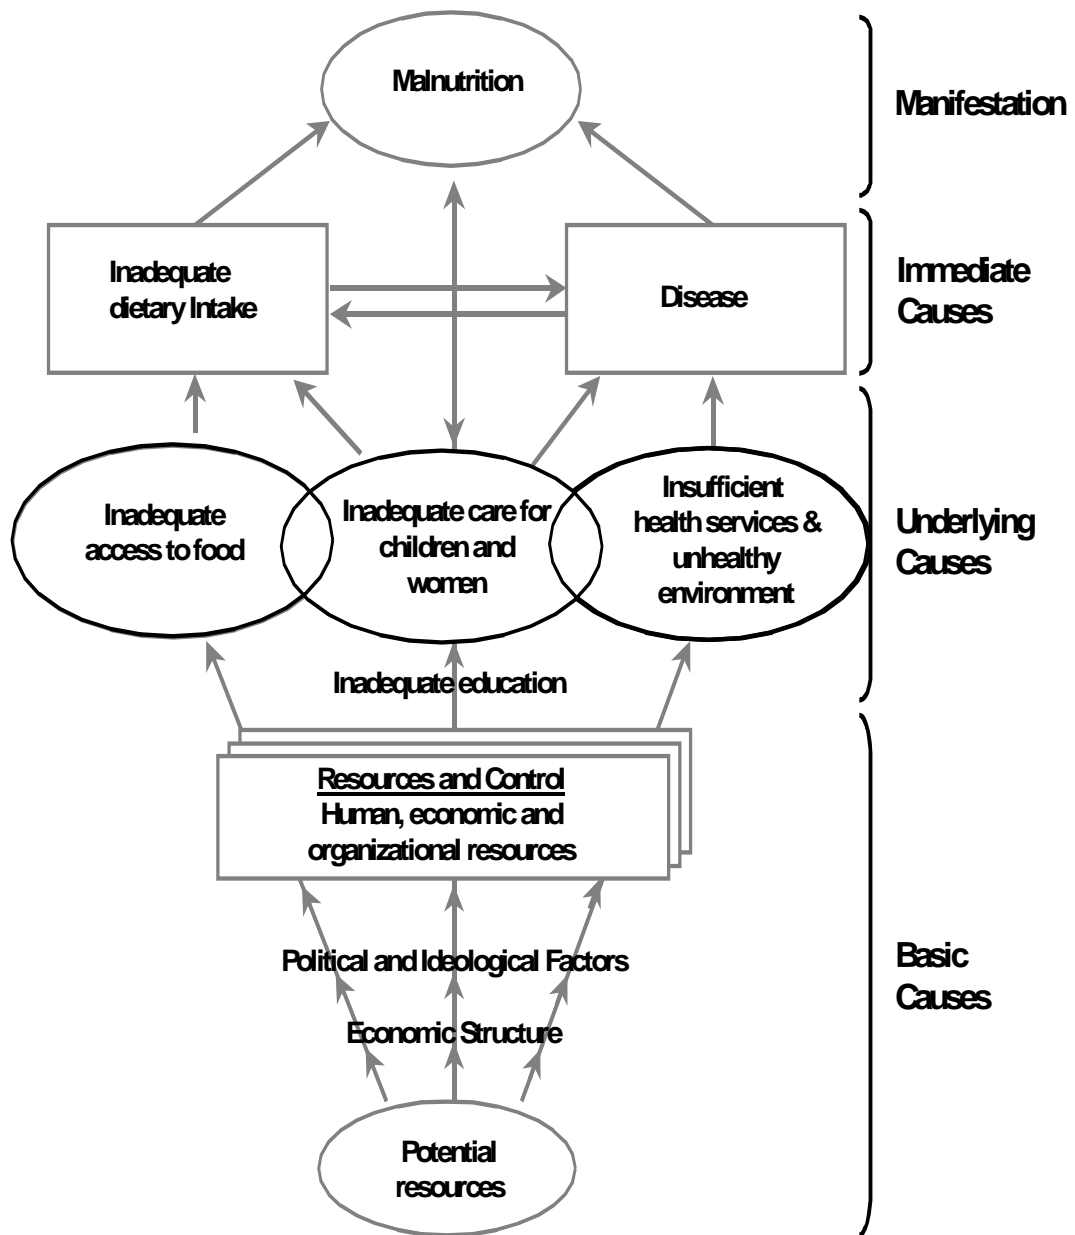 Malnutrition
Manifestation
Inadequate
dietary Intake
Disease
Immediate
Causes
Inadequate
access to food
Inadequate care for
children and
women
Insufficient
health services &
unhealthy
environment
Underlying
Causes
Inadequate education
Resources and Control
Human, economic and
organizational resources
Political and Ideological Factors
Economic Structure
Basic
Causes
Potential
resources